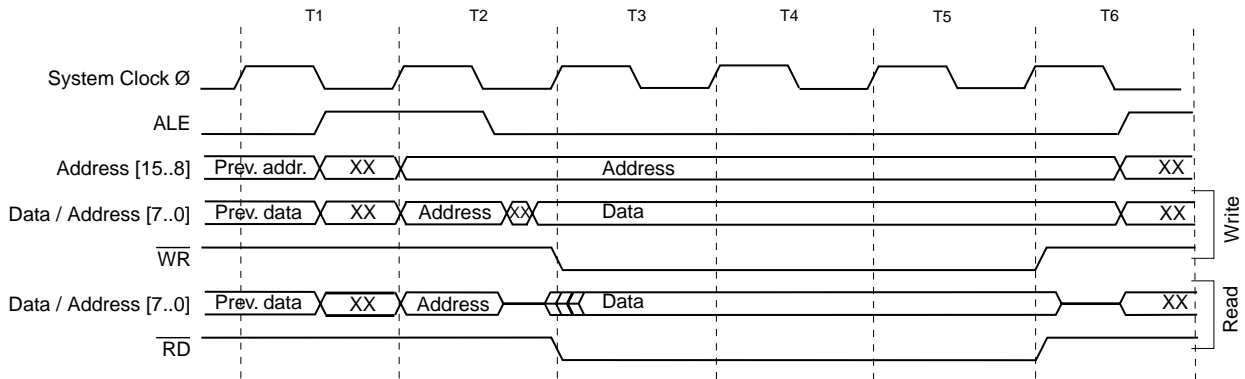 T1 T2 T3 T4 T5 T6
System Clock Ø
ALE
Address [15..8] Prev. addr. XX Address XX
Data / Address [7..0] Prev. data XX Address XX Data XX
WR
Write
Data / Address [7..0] Prev. data XX Address Data XX
RD
Read